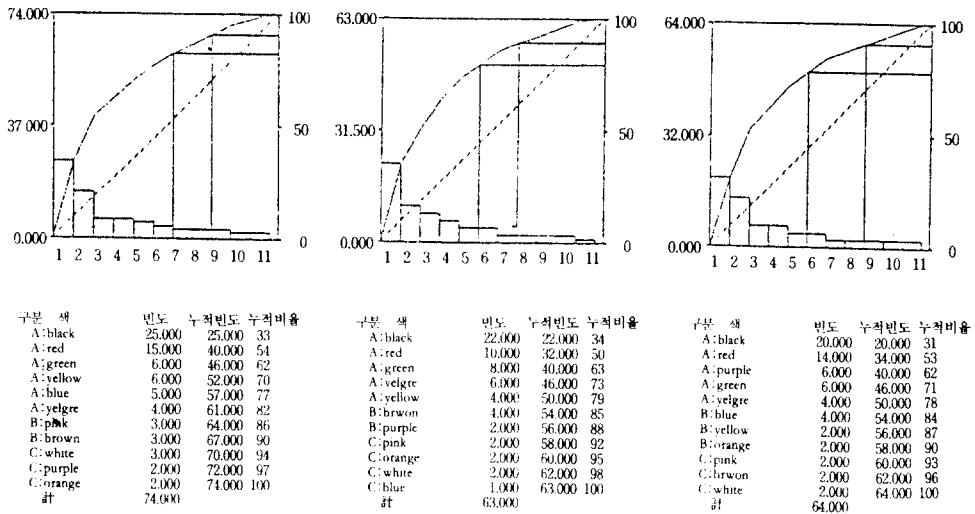 74.000
100
37.000
50
0.000
0
1 2 3 4 5 6 7 9 11
63.000
100
31.500
50
0.000
0
1 2 3 4 5 6 7 8 10 11
64.000
100
32.000
50
0.000
0
1 2 3 4 5 6 7 8 9 11
구분 색 빈도 누적빈도 누적비율
A:black 25.000 25.000 33
A:red 15.000 40.000 54
A:green 6.000 46.000 62
A:yellow 6.000 52.000 70
A:blue 5.000 57.000 77
A:yelgre 4.000 61.000 82
B:pink 3.000 64.000 86
B:brown 3.000 67.000 90
C:white 3.000 70.000 94
C:purple 2.000 72.000 97
C:orange 2.000 74.000 100
計 74.000
구분 색 빈도 누적빈도 누적비율
A:black 22.000 22.000 34
A:red 10.000 32.000 50
A:green 8.000 40.000 63
A:yelgre 6.000 46.000 73
A:yellow 4.000 50.000 79
B:brwon 4.000 54.000 85
B:purple 2.000 56.000 88
C:pink 2.000 58.000 92
C:orange 2.000 60.000 95
C:white 2.000 62.000 98
C:blue 1.000 63.000 100
計 63.000
구분 색 빈도 누적빈도 누적비율
A:black 20.000 20.000 31
A:red 14.000 34.000 53
A:purple 6.000 40.000 62
A:green 6.000 46.000 71
A:yelgre 4.000 50.000 78
B:blue 4.000 54.000 84
B:yellow 2.000 56.000 87
B:orange 2.000 58.000 90
C:pink 2.000 60.000 93
C:brwon 2.000 62.000 96
C:white 2.000 64.000 100
計 64.000